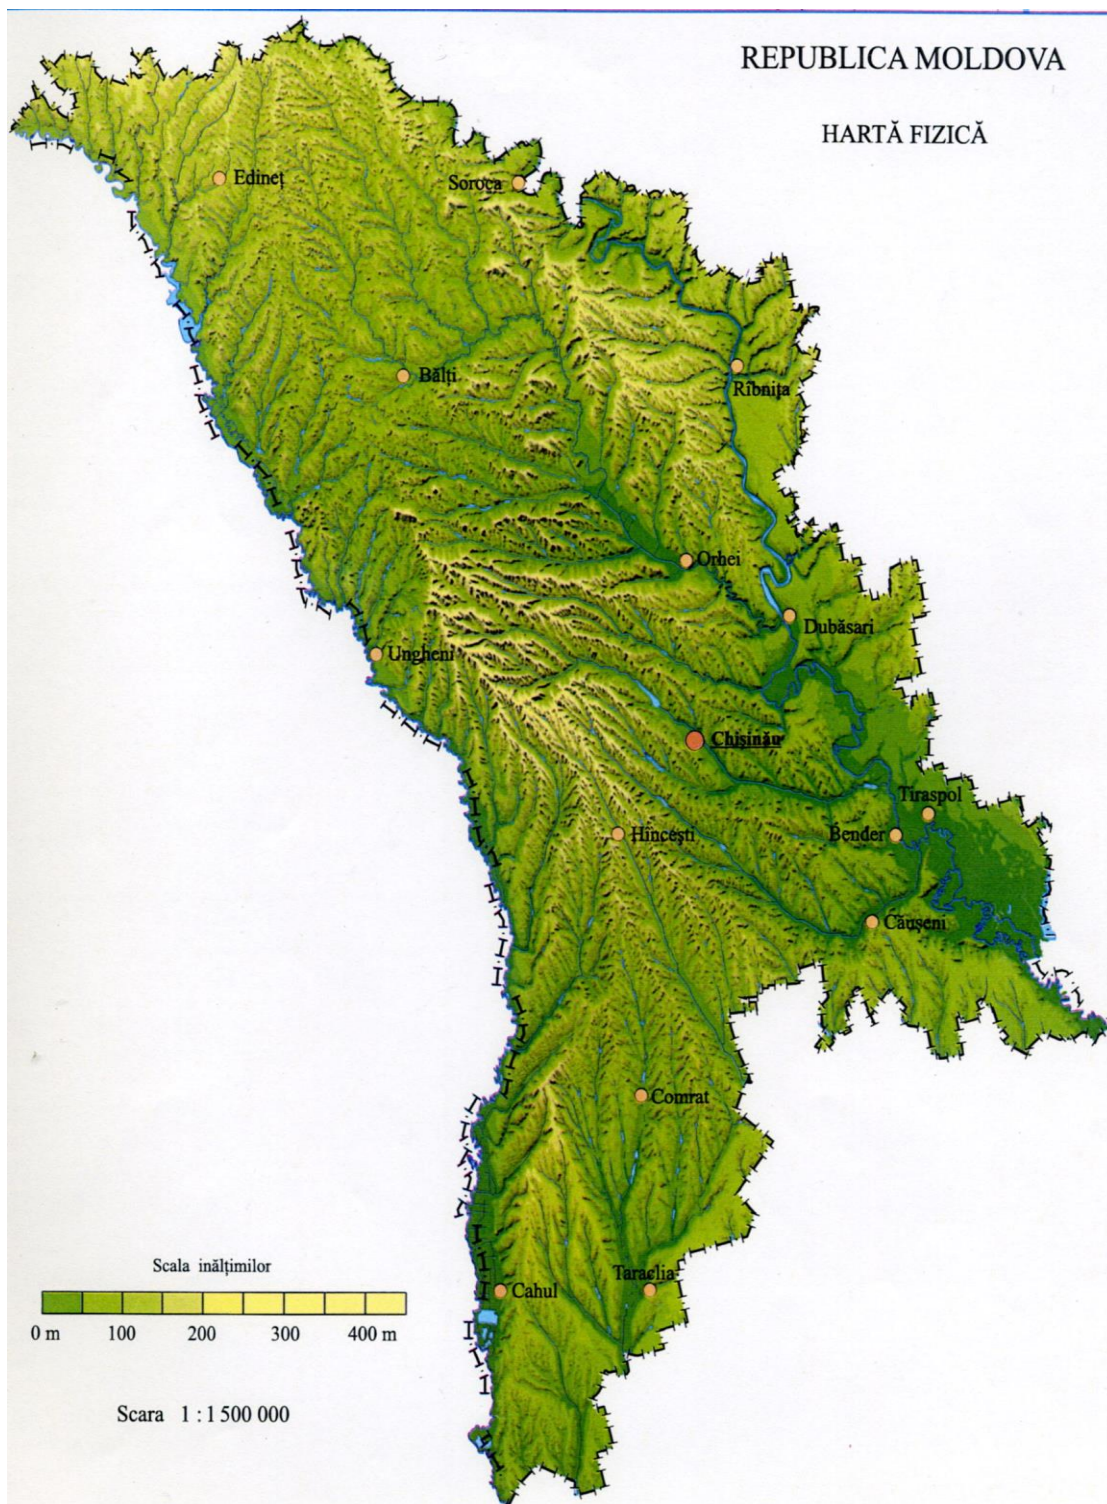 REPUBLICA MOLDOVA
HARTĂ FIZICĂ
Edineț
Soroca
Bălți
Rîbnița
Orhei
Dubăsari
Ungheni
Chișinău
Tiraspol
Hîncești
Bender
Căușeni
Comrat
Taraclia
Cahul
Scala inălțimilor
0 m 100 200 300 400 m
Scara 1 : 1 500 000